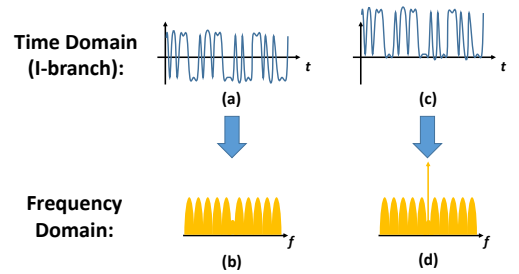 Time Domain
(I-branch):
t
t
(a)
(c)
Frequency
Domain:
f
f
(b)
(d)